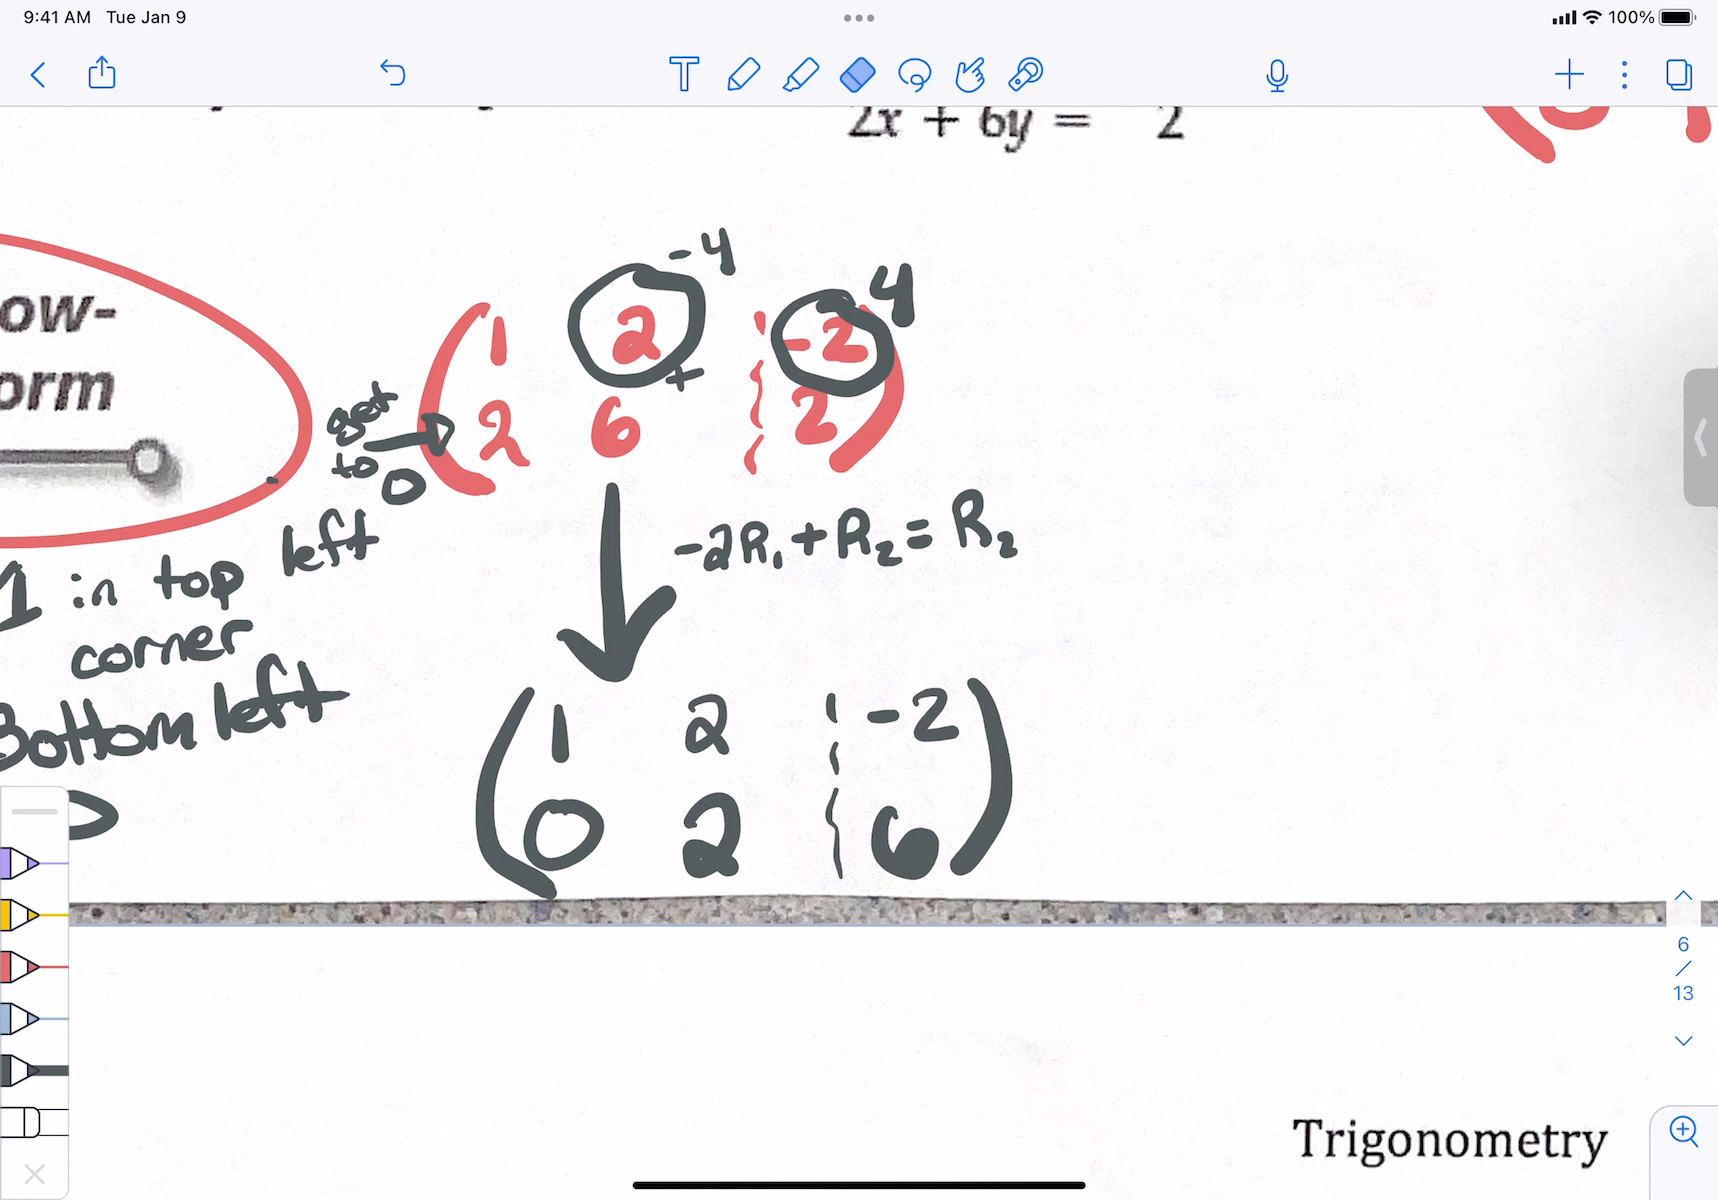 9:41 AM Tue Jan 9
100%
2x + 6y = 2
-4
4
ow-
orm
1 2 -2
+
get
to
0
2 6 2
-2R₁ + R₂ = R₂
1 in top left
corner
Bottom left
1 2 -2
0 2 6
6
/
13
Trigonometry